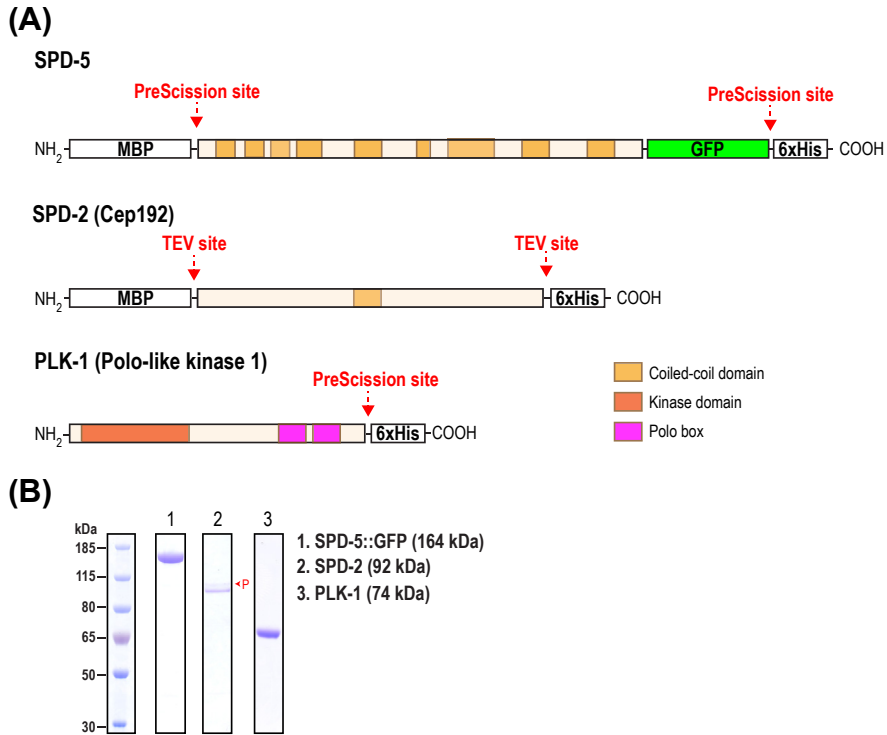 (A)
SPD-5
PreScission site
PreScission site
NH2
MBP
GFP
6xHis
COOH
SPD-2 (Cep192)
TEV site
TEV site
NH2
MBP
6xHis
COOH
PLK-1 (Polo-like kinase 1)
PreScission site
NH2
6xHis
COOH
Coiled-coil domain
Kinase domain
Polo box
(B)
kDa
1
2
3
185
115
80
65
50
30
P
1. SPD-5::GFP (164 kDa)
2. SPD-2 (92 kDa)
3. PLK-1 (74 kDa)